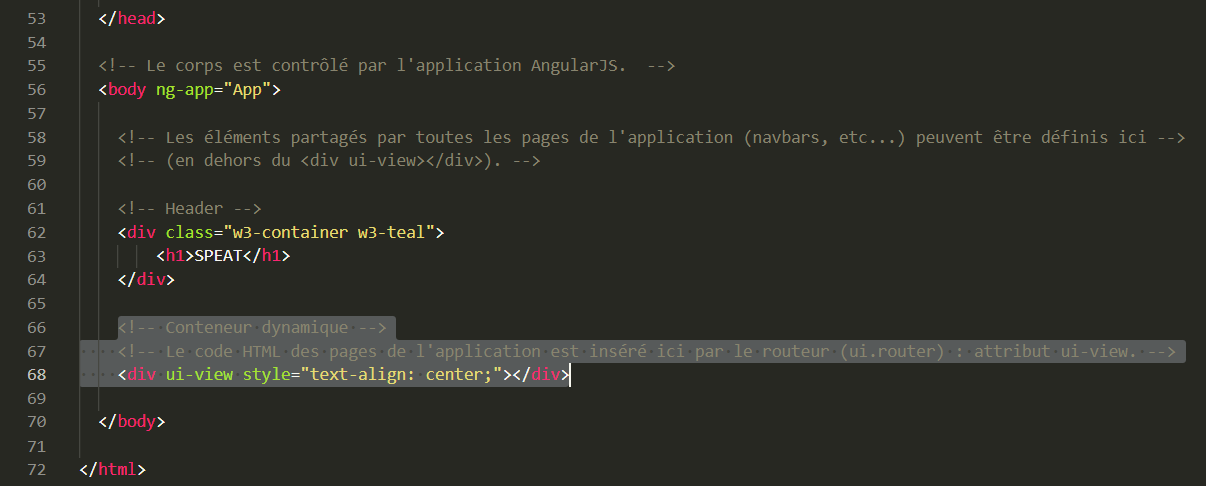 53 </head>
54
55 <!-- Le corps est contrôlé par l'application AngularJS.  -->
56 <body ng-app="App">
57
58 <!-- Les éléments partagés par toutes les pages de l'application (navbars, etc...) peuvent être définis ici -->
59 <!-- (en dehors du <div ui-view></div>). -->
60
61 <!-- Header -->
62 <div class="w3-container w3-teal">
63 <h1>SPEAT</h1>
64 </div>
65
66 <!-- Conteneur dynamique -->
67 <!-- Le code HTML des pages de l'application est inséré ici par le routeur (ui.router) : attribut ui-view. -->
68 <div ui-view style="text-align: center;"></div>
69
70 </body>
71
72 </html>